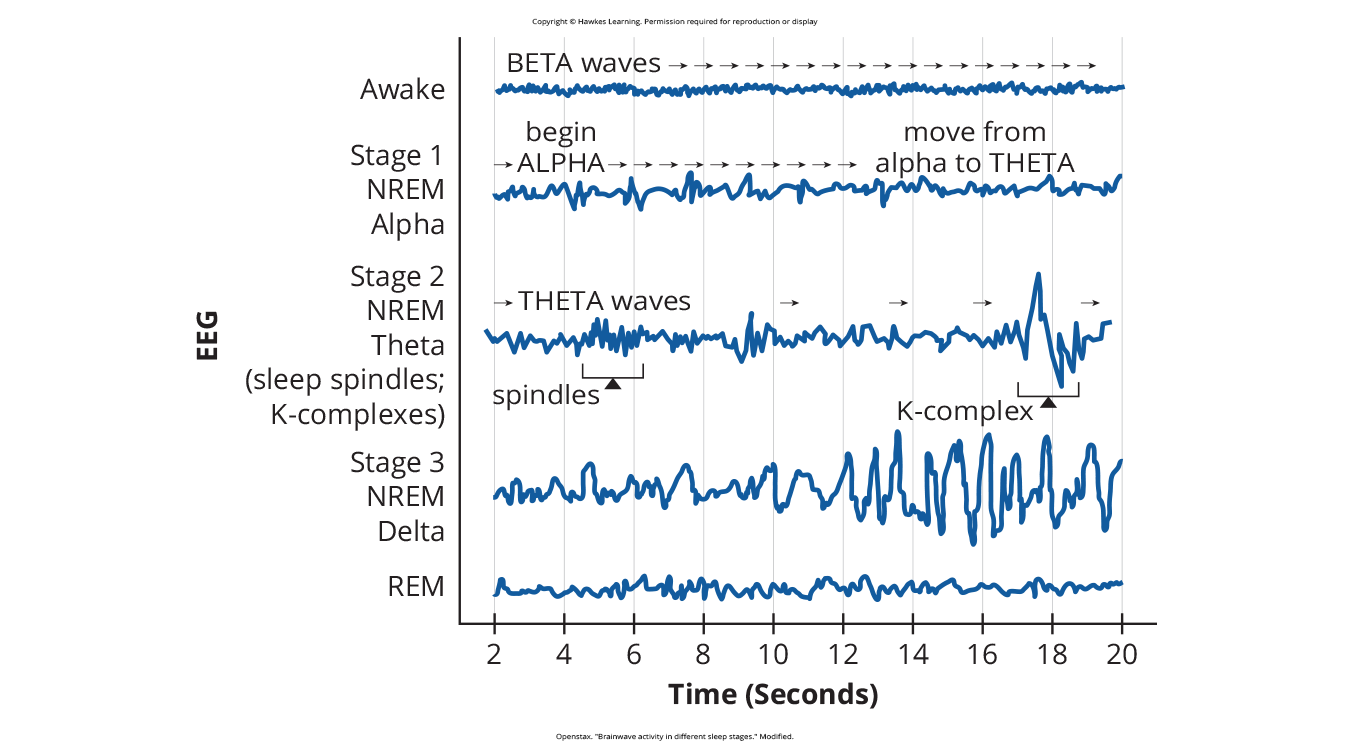 Copyright © Hawkes Learning. Permission required for reproduction or display
BETA waves
Awake
begin
ALPHA
move from
alpha to THETA
Stage 1
NREM
Alpha
Stage 2
NREM
Theta
(sleep spindles;
K-complexes)
THETA waves
spindles
K-complex
Stage 3
NREM
Delta
REM
EEG
2 4 6 8 10 12 14 16 18 20
Time (Seconds)
Openstax. "Brainwave activity in different sleep stages." Modified.